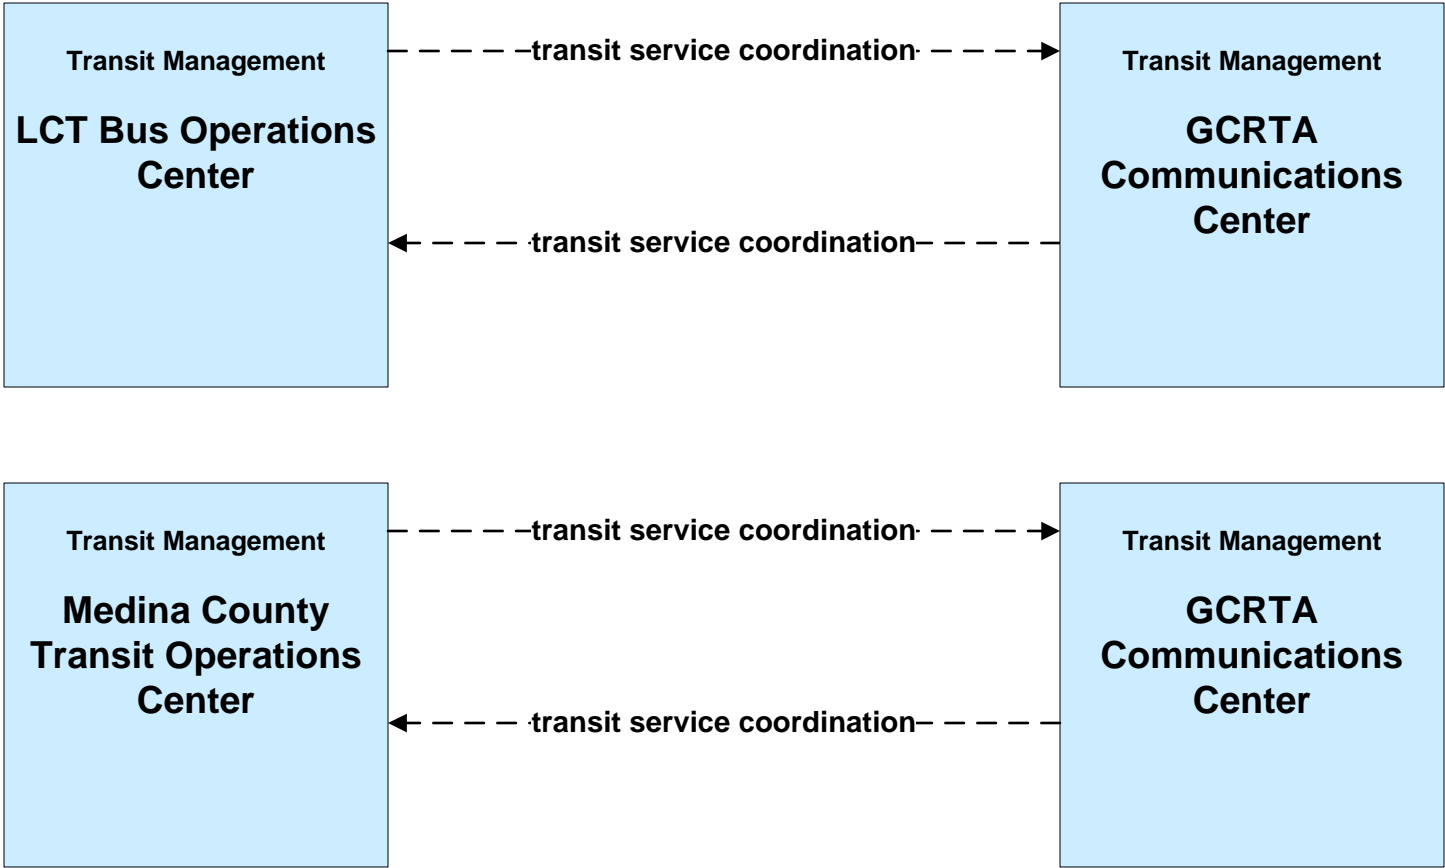 Transit Management
LCT Bus Operations
Center
transit service coordination
transit service coordination
Transit Management
GCRTA
Communications
Center
Transit Management
Medina County
Transit Operations
Center
transit service coordination
transit service coordination
Transit Management
GCRTA
Communications
Center